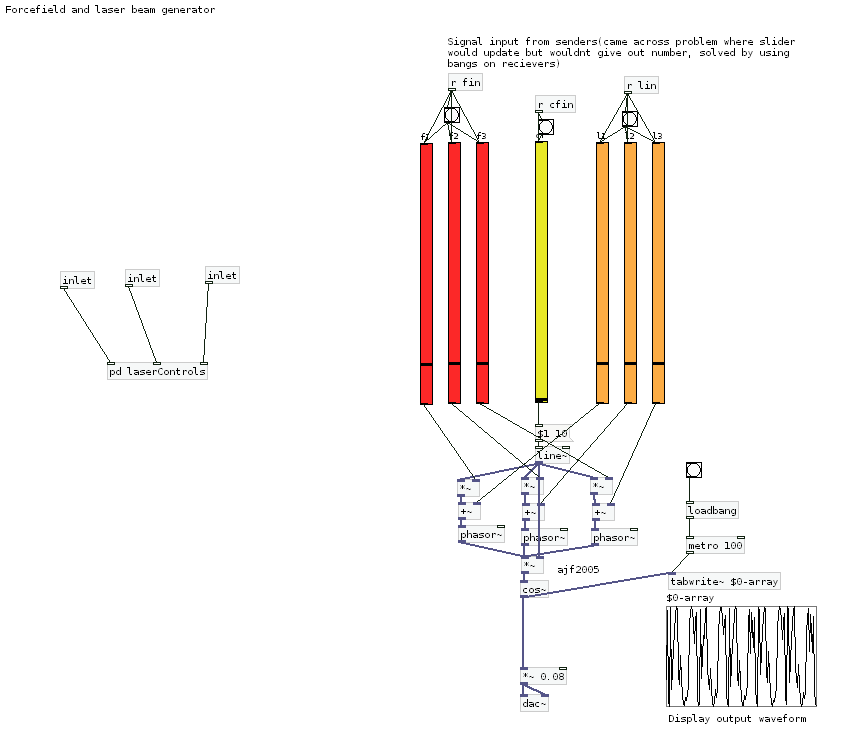 Forcefield and laser beam generator
Signal input from senders(came across problem where slider
would update but wouldnt give out number, solved by using
bangs on recievers)
r fin
r cfin
r lin
f1 f2 f3
l1 l2 l3
inlet
inlet
inlet
pd laserControls
$1 10
line~
*~
*~
*~
+~
+~
+~
phasor~
phasor~
phasor~
loadbang
metro 100
*~
ajf2005
cos~
tabwrite~ $0-array
$0-array
*~ 0.08
dac~
Display output waveform